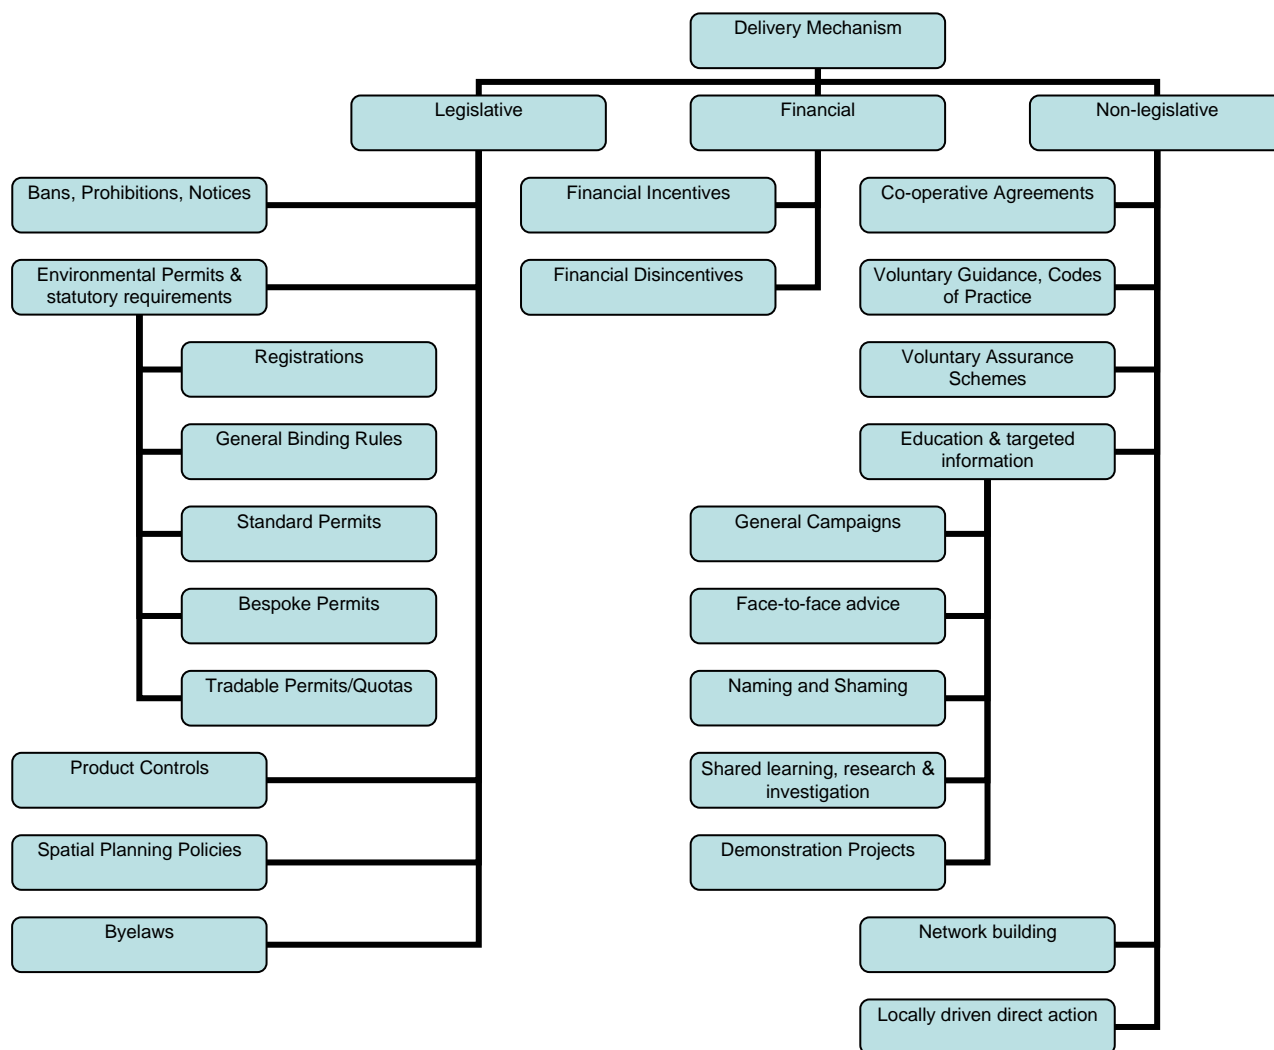 Delivery Mechanism
Legislative
Financial
Non-legislative
Bans, Prohibitions, Notices
Financial Incentives
Co-operative Agreements
Environmental Permits &
statutory requirements
Financial Disincentives
Voluntary Guidance, Codes
of Practice
Registrations
Voluntary Assurance
Schemes
General Binding Rules
Education & targeted
information
Standard Permits
General Campaigns
Bespoke Permits
Face-to-face advice
Tradable Permits/Quotas
Naming and Shaming
Product Controls
Shared learning, research &
investigation
Spatial Planning Policies
Demonstration Projects
Byelaws
Network building
Locally driven direct action